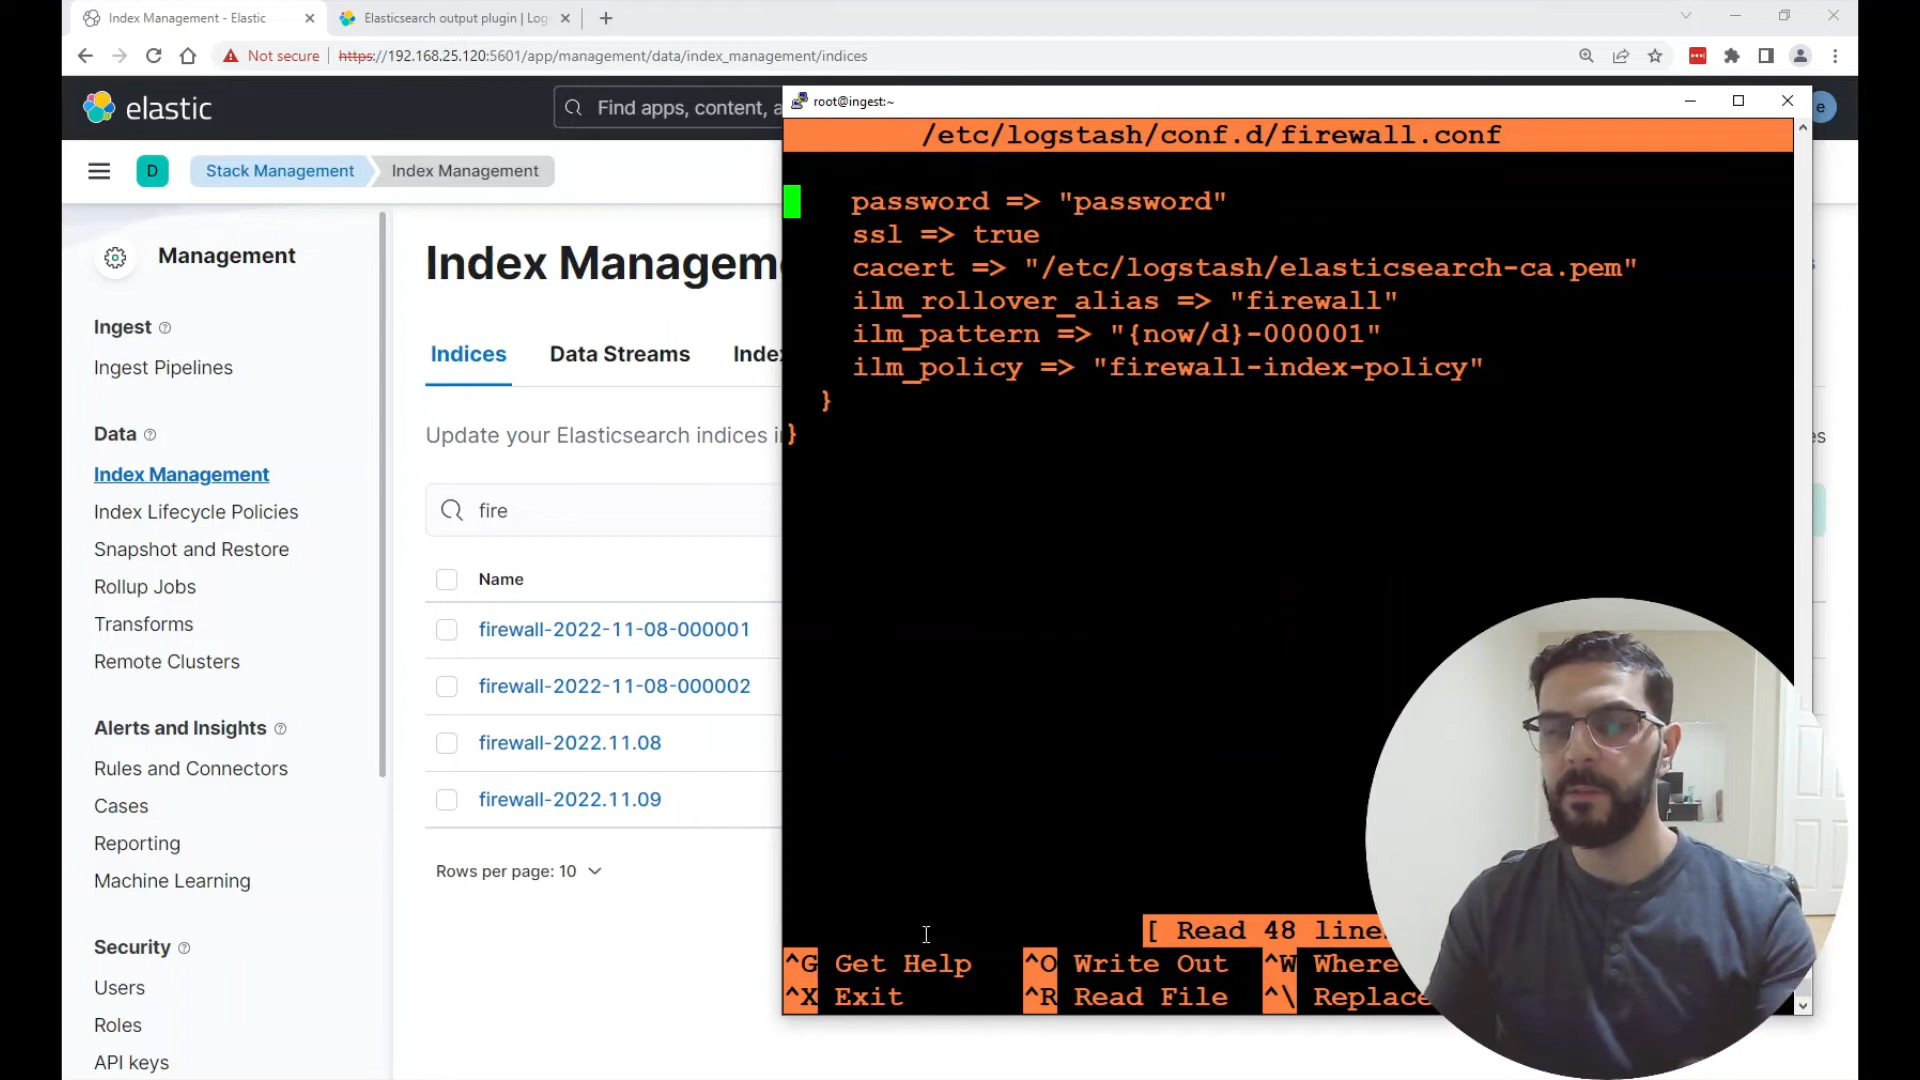 Index Management - Elastic
Elasticsearch output plugin | Log
Not secure
https://192.168.25.120:5601/app/management/data/index_management/indices
elastic
Find apps, content, a
e
D
Stack Management
Index Management
Management
Ingest
Ingest Pipelines
Data
Index Management
Index Lifecycle Policies
Snapshot and Restore
Rollup Jobs
Transforms
Remote Clusters
Alerts and Insights
Rules and Connectors
Cases
Reporting
Machine Learning
Security
Users
Roles
API keys
Index Managem
Indices
Data Streams
Inde
Update your Elasticsearch indices i
fire
Name
firewall-2022-11-08-000001
firewall-2022-11-08-000002
firewall-2022.11.08
firewall-2022.11.09
Rows per page: 10
root@ingest:~
/etc/logstash/conf.d/firewall.conf
password => "password"
ssl => true
cacert => "/etc/logstash/elasticsearch-ca.pem"
ilm_rollover_alias => "firewall"
ilm_pattern => "{now/d}-000001"
ilm_policy => "firewall-index-policy"
}
}
[ Read 48 line
^G Get Help
^O Write Out
^W Where
^X Exit
^R Read File
^\ Replace
es